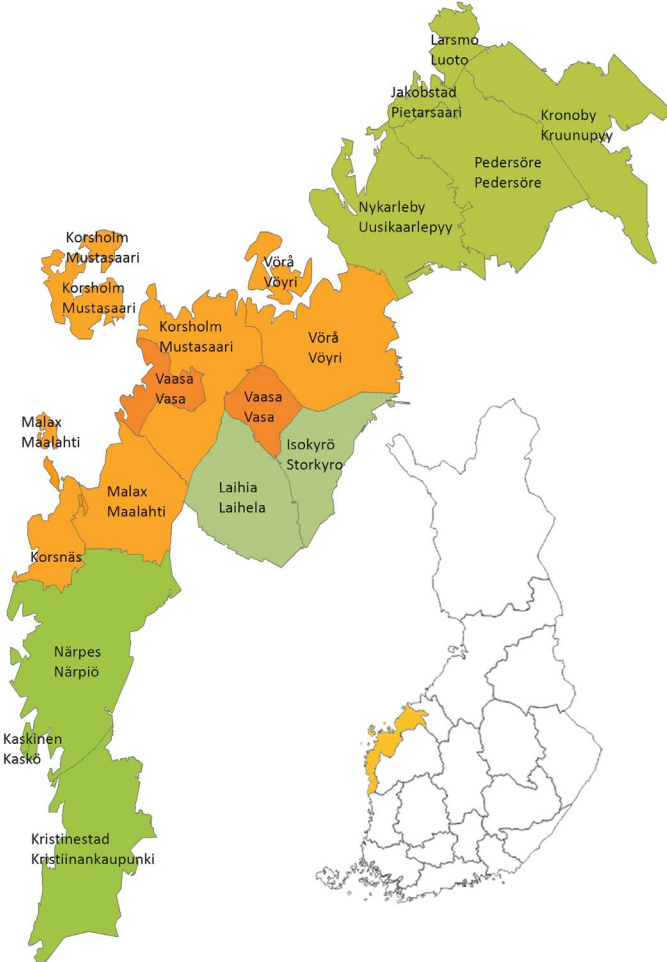 Larsmo
Luoto
Jakobstad
Pietarsaari
Kronoby
Kruunupyy
Pedersöre
Pedersöre
Nykarleby
Uusikaarlepyy
Korsholm
Mustasaari
Korsholm
Mustasaari
Vörå
Vöyri
Korsholm
Mustasaari
Vörå
Vöyri
Vaasa
Vasa
Vaasa
Vasa
Malax
Maalahti
Isokyrö
Storkyro
Laihia
Laihela
Malax
Maalahti
Korsnäs
Närpes
Närpiö
Kaskinen
Kaskö
Kristinestad
Kristiinankaupunki